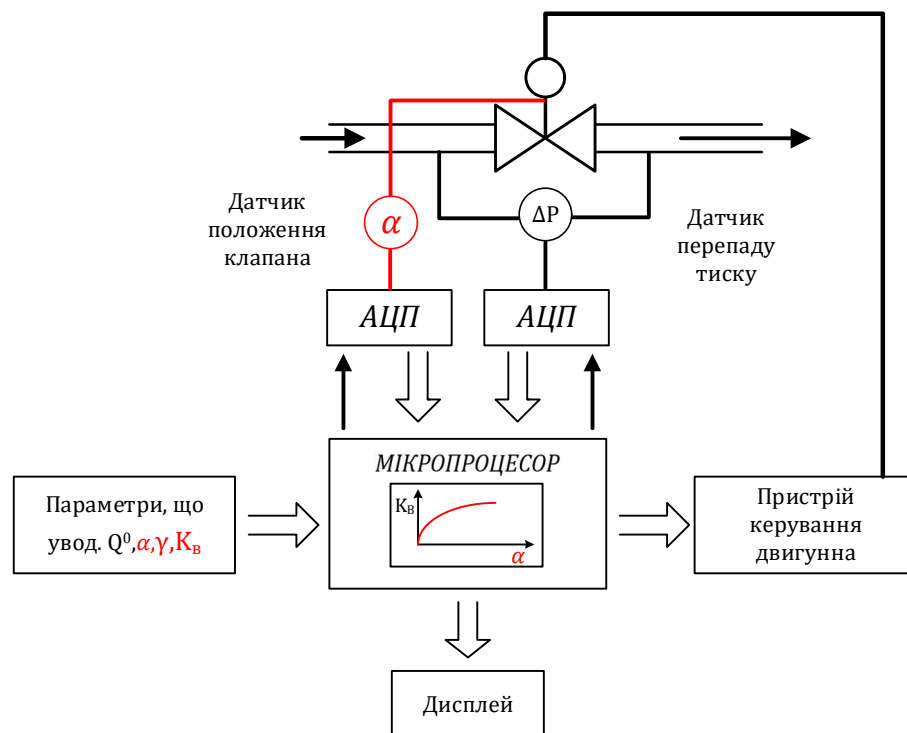 Датчик
положення
клапана
α
ΔP
Датчик
перепаду
тиску
АЦП
АЦП
МІКРОПРОЦЕСОР
Kв
α
Параметри, що
увод. Q⁰,α,γ,Kв
Пристрій
керування
двигунна
Дисплей